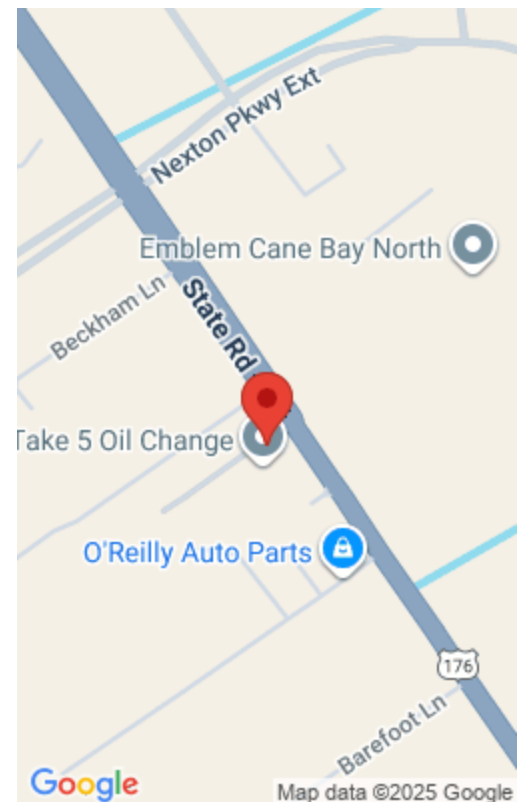 Nexton Pkwy Ext
Emblem Cane Bay North
Beckham Ln
State Rd
Take 5 Oil Change
O'Reilly Auto Parts
176
Barefoot Ln
Google
Map data ©2025 Google